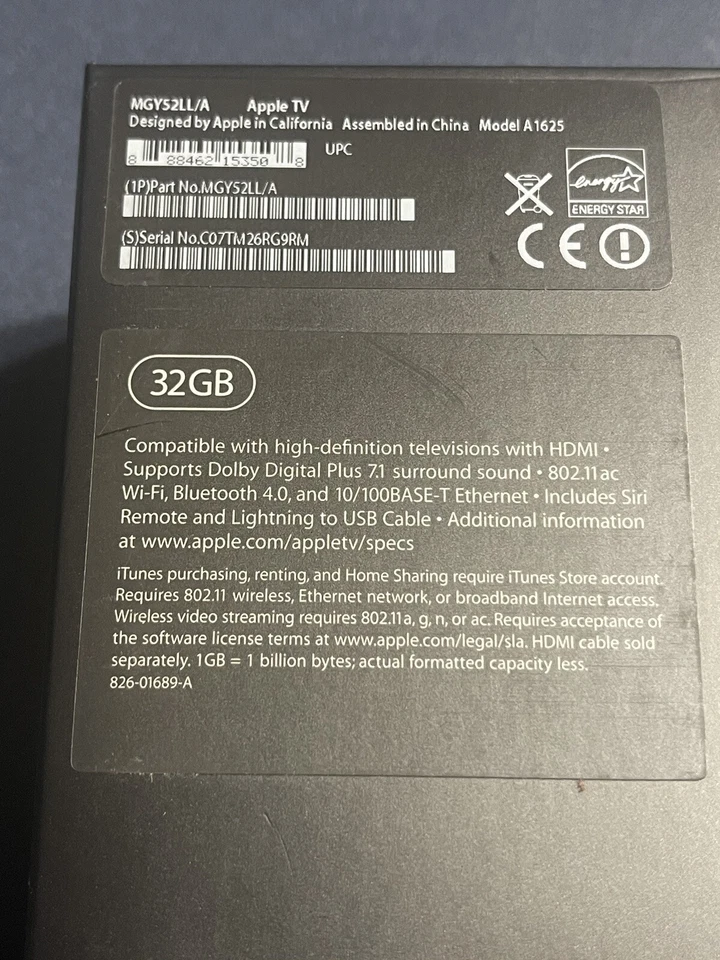 MGY52LL/A Apple TV
Designed by Apple in California Assembled in China Model A1625
8 88462 15350 8 UPC
(1P)Part No.MGY52LL/A
(S)Serial No.C07TM26RG9RM
energy
ENERGY STAR
CE
32GB
Compatible with high-definition televisions with HDMI •
Supports Dolby Digital Plus 7.1 surround sound • 802.11ac
Wi-Fi, Bluetooth 4.0, and 10/100BASE-T Ethernet • Includes Siri
Remote and Lightning to USB Cable • Additional information
at www.apple.com/appletv/specs
iTunes purchasing, renting, and Home Sharing require iTunes Store account.
Requires 802.11 wireless, Ethernet network, or broadband Internet access.
Wireless video streaming requires 802.11a, g, n, or ac. Requires acceptance of
the software license terms at www.apple.com/legal/sla. HDMI cable sold
separately. 1GB = 1 billion bytes; actual formatted capacity less.
826-01689-A